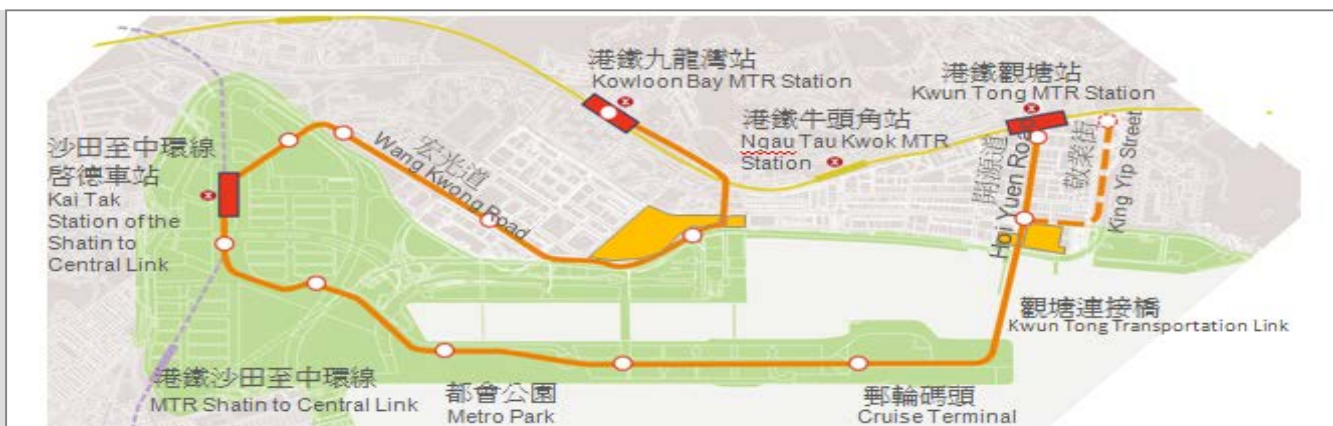 港鐵九龍灣站
Kowloon Bay MTR Station
港鐵觀塘站
Kwun Tong MTR Station
港鐵牛頭角站
Ngau Tau Kwok MTR
Station
沙田至中環線
啓德車站
Kai Tak
Station of the
Shatin to
Central Link
宏光道
Wang Kwong Road
開源道
Hoi Yuen Road
敬業街
King Yip Street
觀塘連接橋
Kwun Tong Transportation Link
港鐵沙田至中環線
MTR Shatin to Central Link
都會公園
Metro Park
郵輪碼頭
Cruise Terminal